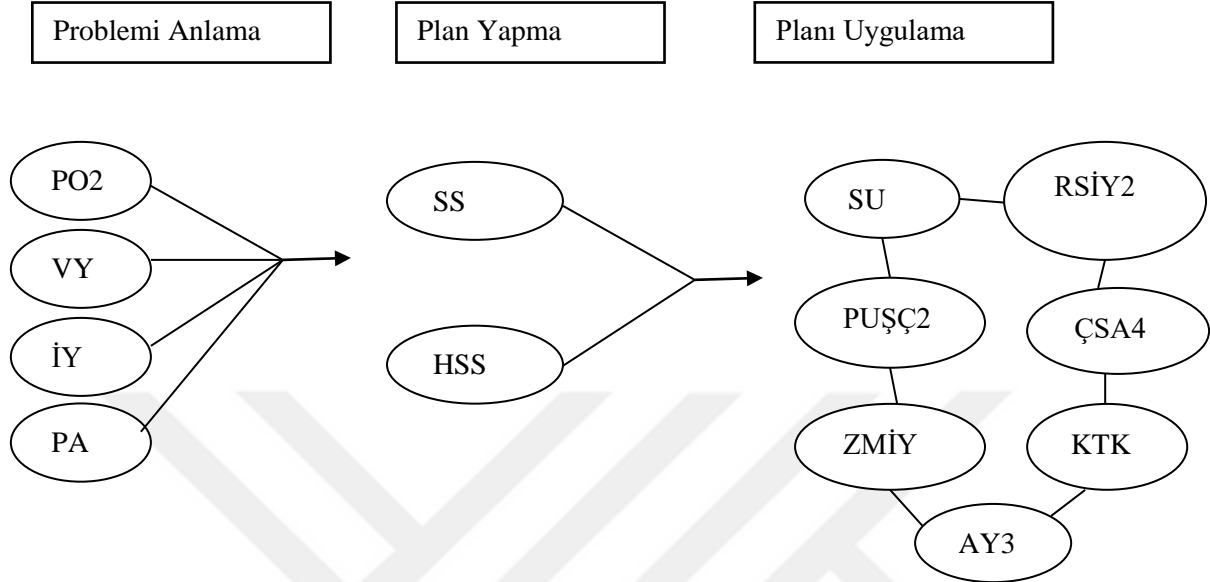 Problemi Anlama
Plan Yapma
Planı Uygulama
PO2
VY
İY
PA
SS
HSS
SU
RSİY2
PUŞÇ2
ÇSA4
ZMİY
KTK
AY3